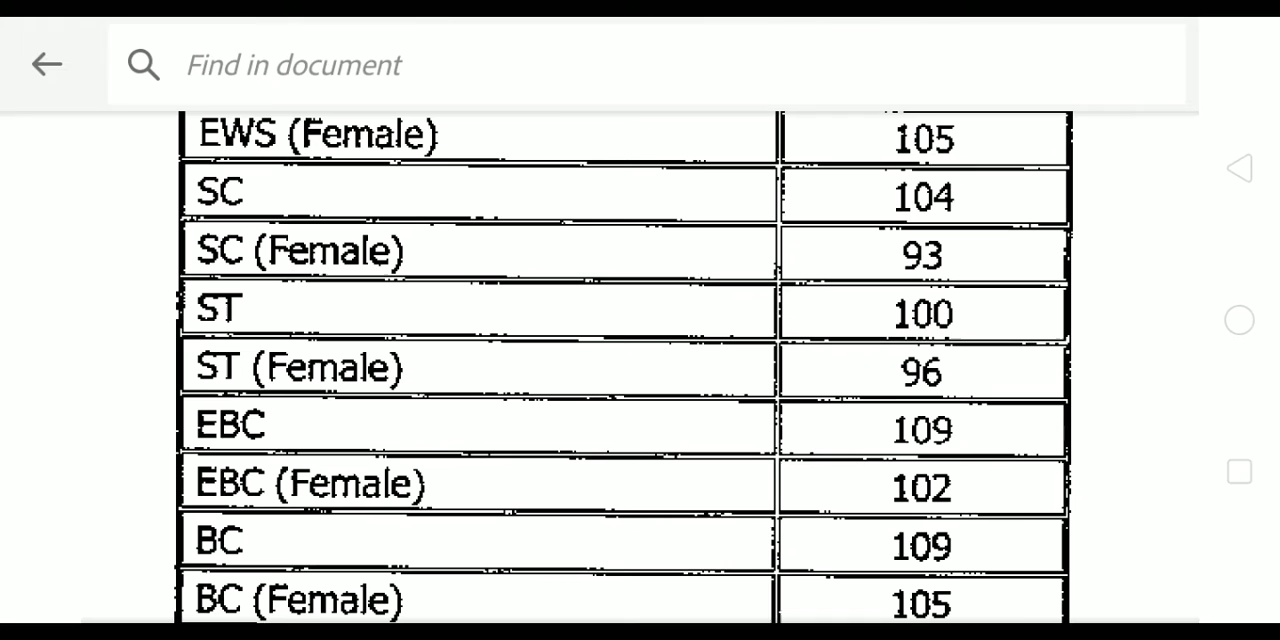 Find in document
EWS (Female) 105
SC 104
SC (Female) 93
ST 100
ST (Female) 96
EBC 109
EBC (Female) 102
BC 109
BC (Female) 105